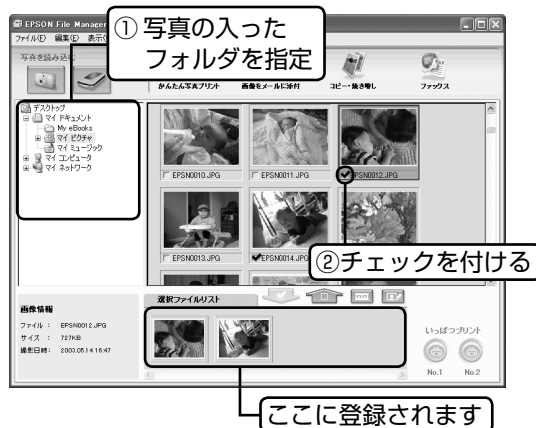 EPSON File Manager
ファイル(F) 編集(E) 表示
① 写真の入った
フォルダを指定
写真を読み込む
かんたん写真プリント
画像をメールに添付
コピー・焼き増し
ファックス
デスクトップ
マイ ドキュメント
My eBooks
マイ ピクチャ
マイ ミュージック
マイ コンピュータ
マイ ネットワーク
EPSN0010.JPG
EPSN0011.JPG
EPSN0012.JPG
EPSN0013.JPG
EPSN0014.JPG
②チェックを付ける
選択ファイルリスト
画像情報
ファイル : EPSN0012.JPG
サイズ : 727KB
撮影日時: 2003.05.14 16:47
いっぱつプリント
No.1 No.2
ここに登録されます